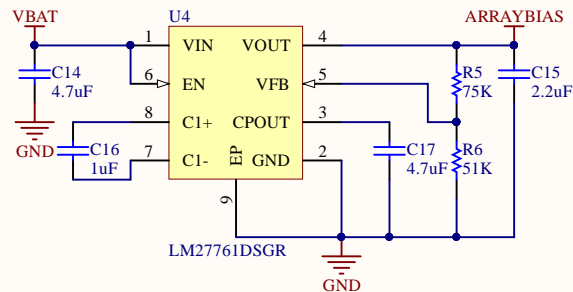 VBAT
U4
ARRAYBIAS
1 VIN VOUT 4
C14
4.7uF
6 EN VFB 5
R5
75K
C15
2.2uF
8 C1+ CPOUT 3
GND
C16
1uF
7 C1- EP GND 2
C17
4.7uF
R6
51K
9
LM27761DSGR
GND